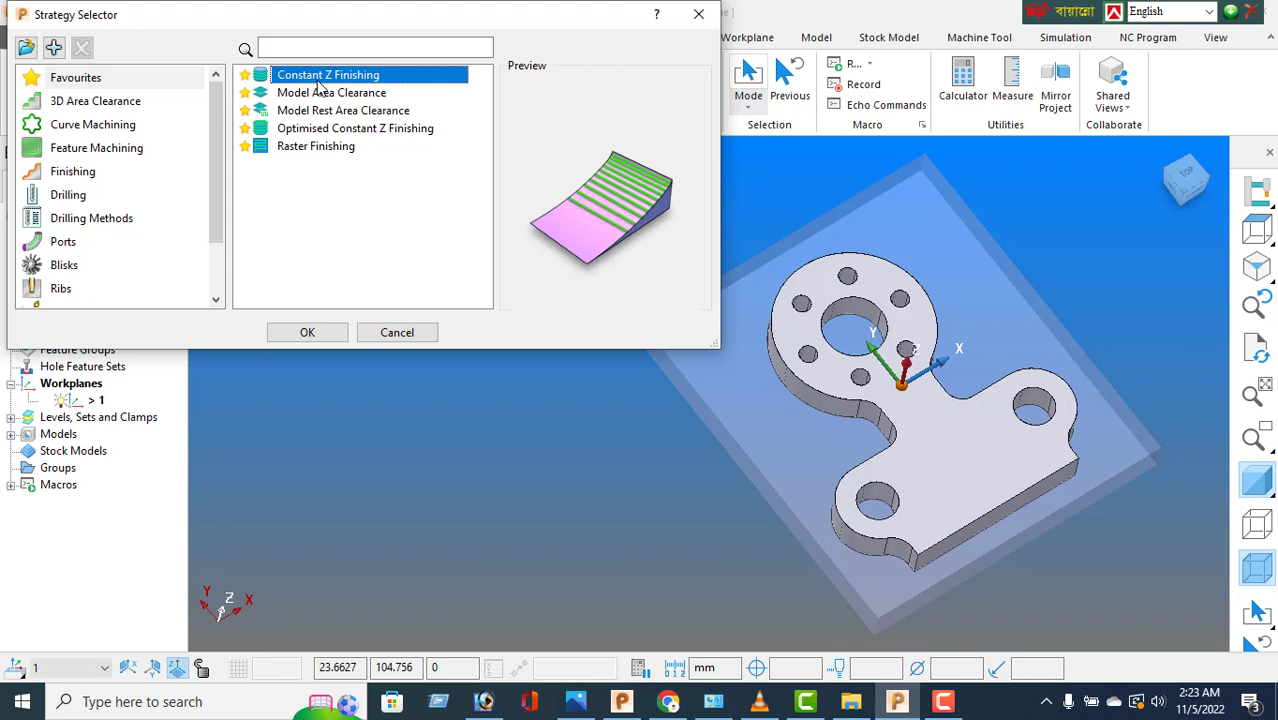 Strategy Selector
?
বায়ান্নো
English
Workplane
Finishing
Model
Stock Model
Machine Tool
Simulation
NC Program
View
Favourites
3D Area Clearance
Curve Machining
Feature Machining
Finishing
Drilling
Drilling Methods
Ports
Blisks
Ribs
Constant Z Finishing
Model Area Clearance
Model Rest Area Clearance
Optimised Constant Z Finishing
Raster Finishing
Preview
OK
Cancel
Mode
Previous
Selection
R...
Record
Echo Commands
Macro
Calculator
Measure
Mirror
Project
Utilities
Shared
Views
Collaborate
TOP
Feature Groups
Hole Feature Sets
Workplanes
> 1
Levels, Sets and Clamps
Models
Stock Models
Groups
Macros
Y
Z
X
Y
Z
X
1
23.6627
104.756
0
mm
Type here to search
2:23 AM
11/5/2022
3